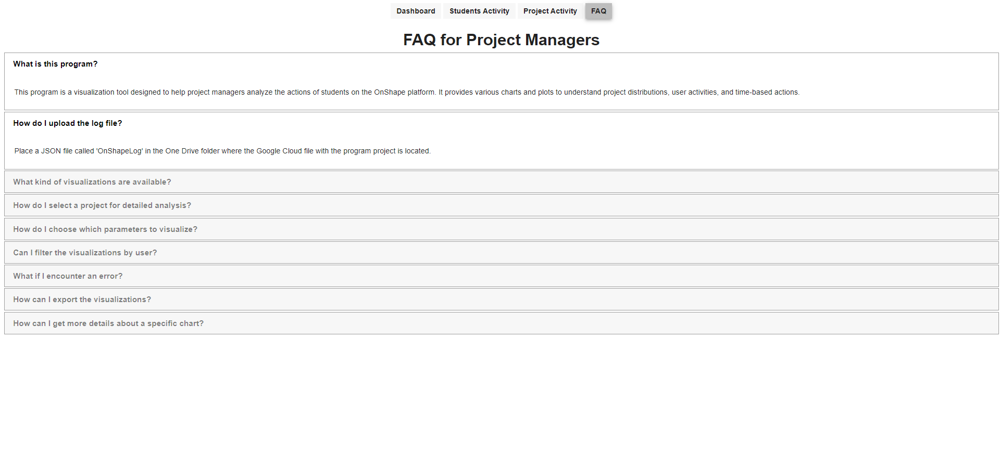 Dashboard Students Activity Project Activity FAQ
FAQ for Project Managers
What is this program?
This program is a visualization tool designed to help project managers analyze the actions of students on the OnShape platform. It provides various charts and plots to understand project distributions, user activities, and time-based actions.
How do I upload the log file?
Place a JSON file called 'OnShapeLog' in the One Drive folder where the Google Cloud file with the program project is located.
What kind of visualizations are available?
How do I select a project for detailed analysis?
How do I choose which parameters to visualize?
Can I filter the visualizations by user?
What if I encounter an error?
How can I export the visualizations?
How can I get more details about a specific chart?